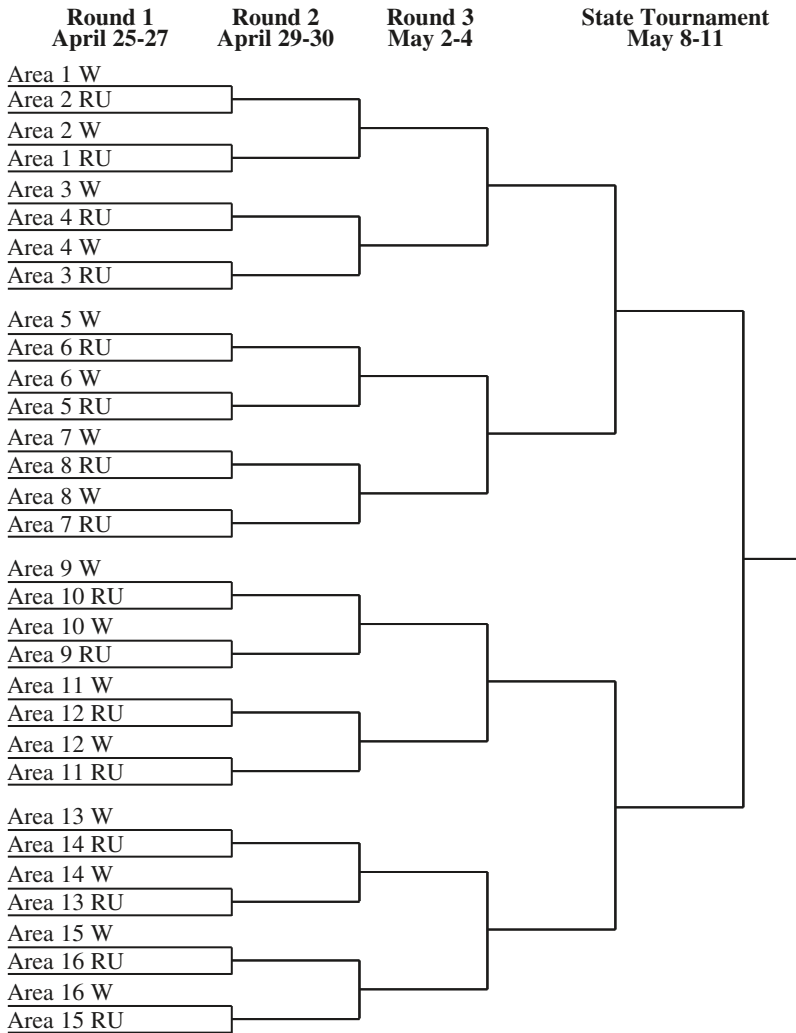 Round 1 Round 2 Round 3 State Tournament
April 25-27 April 29-30 May 2-4 May 8-11
Area 1 W
Area 2 RU
Area 2 W
Area 1 RU
Area 3 W
Area 4 RU
Area 4 W
Area 3 RU
Area 5 W
Area 6 RU
Area 6 W
Area 5 RU
Area 7 W
Area 8 RU
Area 8 W
Area 7 RU
Area 9 W
Area 10 RU
Area 10 W
Area 9 RU
Area 11 W
Area 12 RU
Area 12 W
Area 11 RU
Area 13 W
Area 14 RU
Area 14 W
Area 13 RU
Area 15 W
Area 16 RU
Area 16 W
Area 15 RU